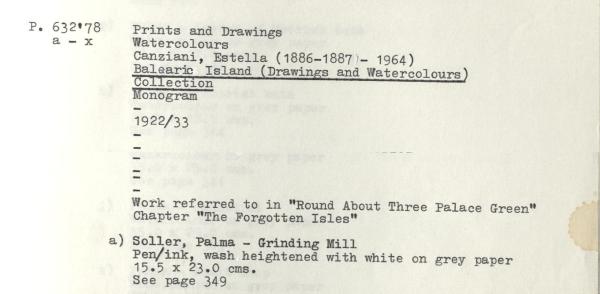 P. 632'78
a - x
Prints and Drawings
Watercolours
Canziani, Estella (1886-1887)- 1964)
Balearic Island (Drawings and Watercolours)
Collection
Monogram
-
1922/33
-
-
-
-
-
-
Work referred to in "Round About Three Palace Green"
Chapter "The Forgotten Isles"
a) Soller, Palma - Grinding Mill
Pen/ink, wash heightened with white on grey paper
15.5 x 23.0 cms.
See page 349